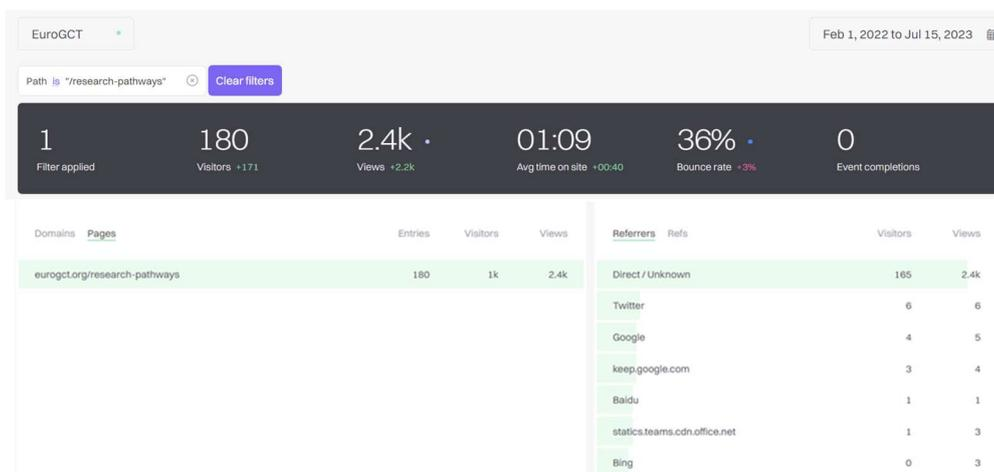 EuroGCT
Feb 1, 2022 to Jul 15, 2023
Path is "/research-pathways"
Clear filters
1
180
2.4k
01:09
36%
0
Filter applied
Visitors +171
Views +2.2k
Avg time on site +00:40
Bounce rate +3%
Event completions
Domains Pages Entries Visitors Views
eurogct.org/research-pathways 180 1k 2.4k
Referrers Refs Visitors Views
Direct / Unknown 165 2.4k
Twitter 6 6
Google 4 5
keep.google.com 3 4
Baidu 1 1
statics.teams.cdn.office.net 1 3
Bing 0 3